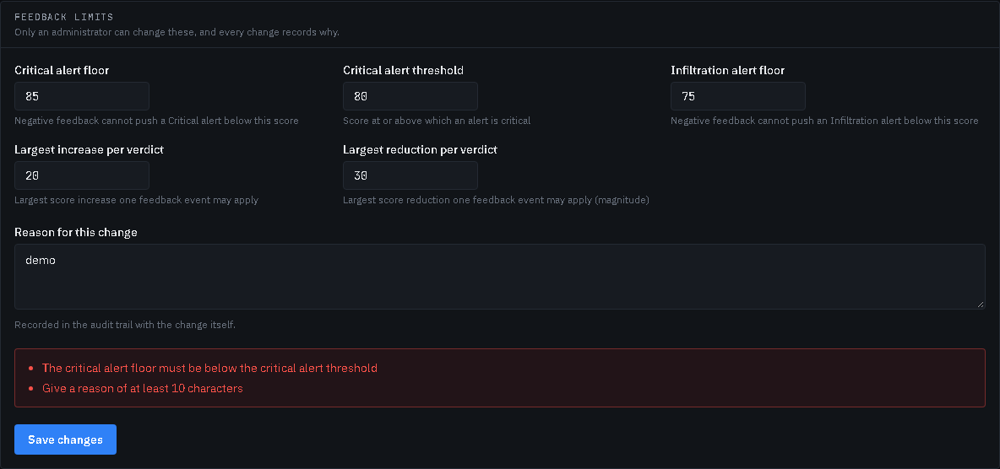 FEEDBACK LIMITS
Only an administrator can change these, and every change records why.
Critical alert floor
85
Negative feedback cannot push a Critical alert below this score
Critical alert threshold
80
Score at or above which an alert is critical
Infiltration alert floor
75
Negative feedback cannot push an Infiltration alert below this score
Largest increase per verdict
20
Largest score increase one feedback event may apply
Largest reduction per verdict
30
Largest score reduction one feedback event may apply (magnitude)
Reason for this change
demo
Recorded in the audit trail with the change itself.
The critical alert floor must be below the critical alert threshold
Give a reason of at least 10 characters
Save changes